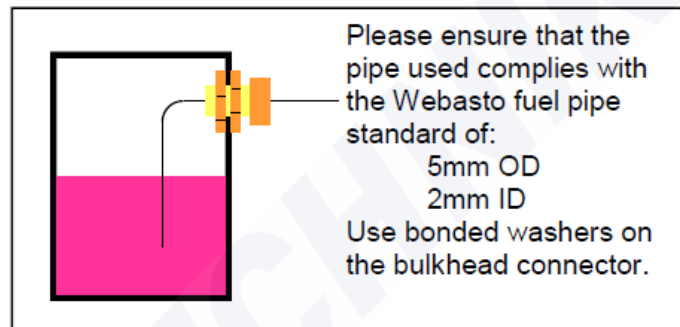 Please ensure that the
pipe used complies with
the Webasto fuel pipe
standard of:
5mm OD
2mm ID
Use bonded washers on
the bulkhead connector.